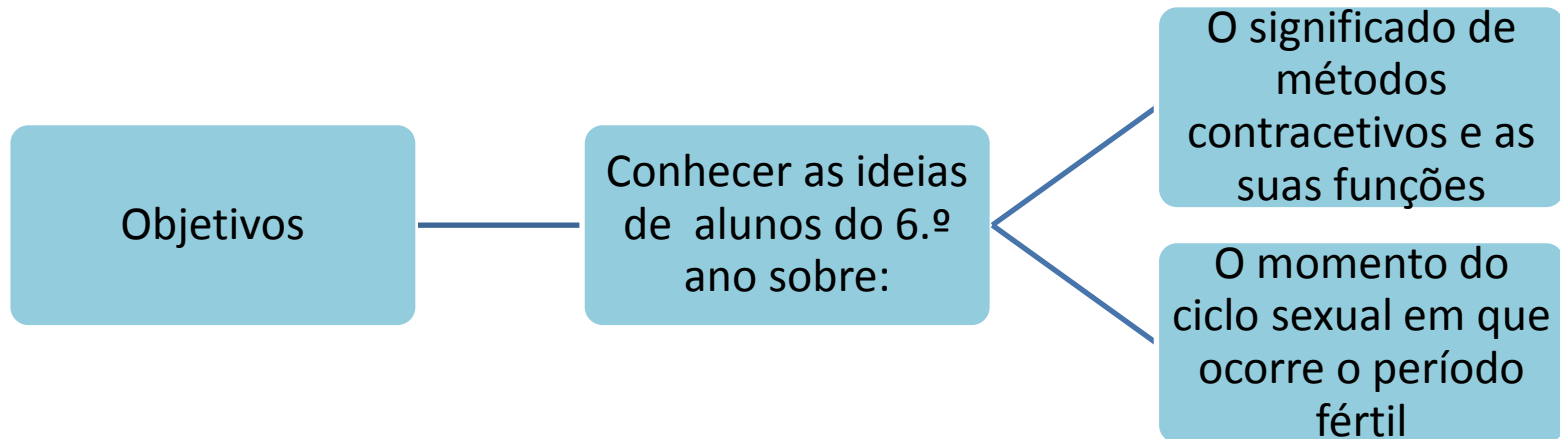 Objetivos
Conhecer as ideias
de alunos do 6.º
ano sobre:
O significado de
métodos
contracetivos e as
suas funções
O momento do
ciclo sexual em que
ocorre o período
fértil